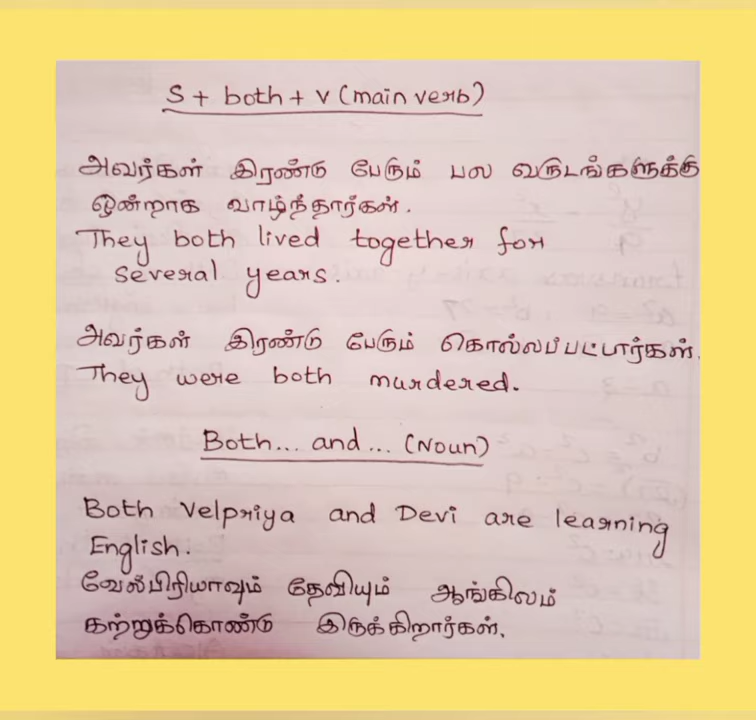 S + both + v (main verb)
அவர்கள் இரண்டு பேரும் பல வருடங்களுக்கு
ஒன்றாக வாழ்ந்தார்கள்.
They both lived together for
several years.
அவர்கள் இரண்டு பேரும் கொல்லப்பட்டார்கள்.
They were both murdered.
Both... and... (Noun)
Both Velpriya and Devi are learning
English.
வேல்பிரியாவும் தேவியும் ஆங்கிலம்
கற்றுக்கொண்டு இருக்கிறார்கள்.